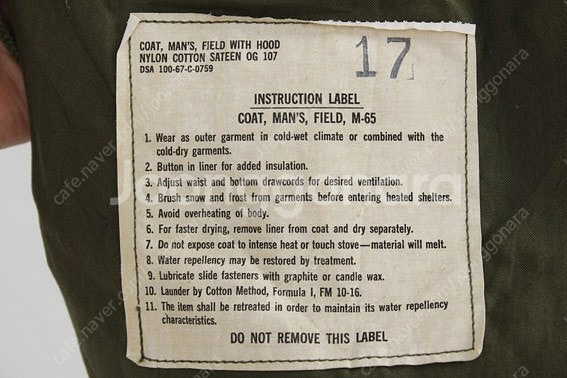 COAT, MAN'S, FIELD WITH HOOD
NYLON COTTON SATEEN OG 107
DSA 100-67-C-0759
17
INSTRUCTION LABEL
COAT, MAN'S, FIELD, M-65
1. Wear as outer garment in cold-wet climate or combined with the
cold-dry garments.
2. Button in liner for added insulation.
3. Adjust waist and bottom drawcords for desired ventilation.
4. Brush snow and frost from garments before entering heated shelters.
5. Avoid overheating of body.
6. For faster drying, remove liner from coat and dry separately.
7. Do not expose coat to intense heat or touch stove—material will melt.
8. Water repellency may be restored by treatment.
9. Lubricate slide fasteners with graphite or candle wax.
10. Launder by Cotton Method, Formula I, FM 10-16.
11. The item shall be retreated in order to maintain its water repellency
characteristics.
DO NOT REMOVE THIS LABEL